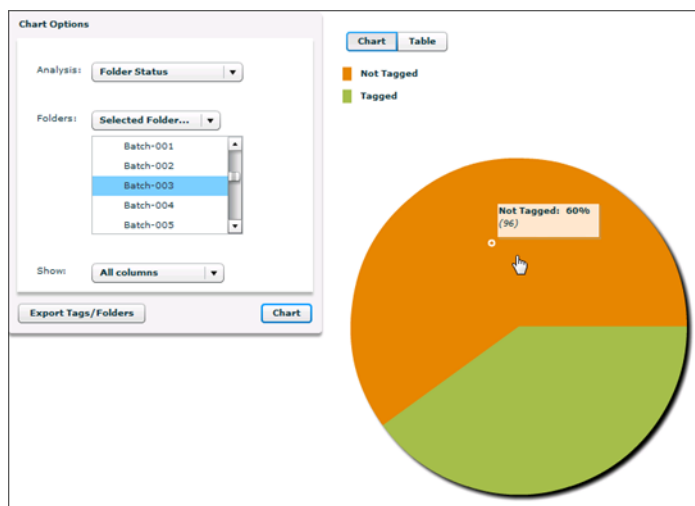 Chart Options
Analysis: Folder Status
Folders: Selected Folder...
Batch-001
Batch-002
Batch-003
Batch-004
Batch-005
Show: All columns
Export Tags/Folders Chart
Chart Table
Not Tagged
Tagged
Not Tagged: 60%
(96)